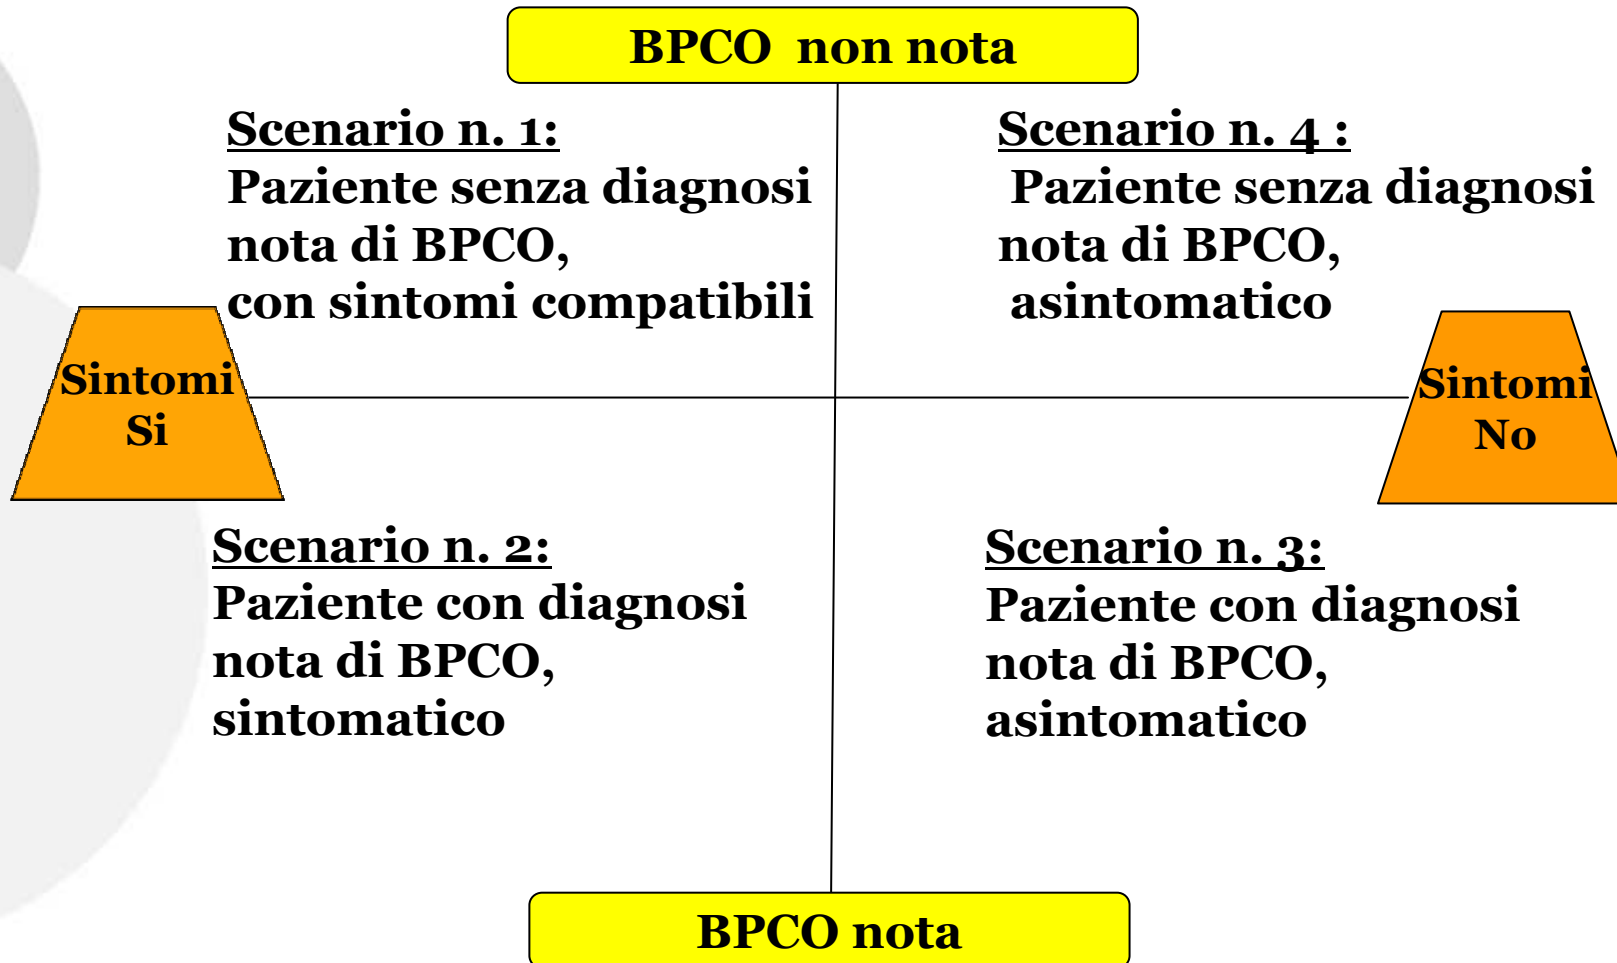 BPCO non nota
Scenario n. 1:
Paziente senza diagnosi
nota di BPCO,
con sintomi compatibili
Scenario n. 4 :
Paziente senza diagnosi
nota di BPCO,
asintomatico
Sintomi
Si
Sintomi
No
Scenario n. 2:
Paziente con diagnosi
nota di BPCO,
sintomatico
Scenario n. 3:
Paziente con diagnosi
nota di BPCO,
asintomatico
BPCO nota